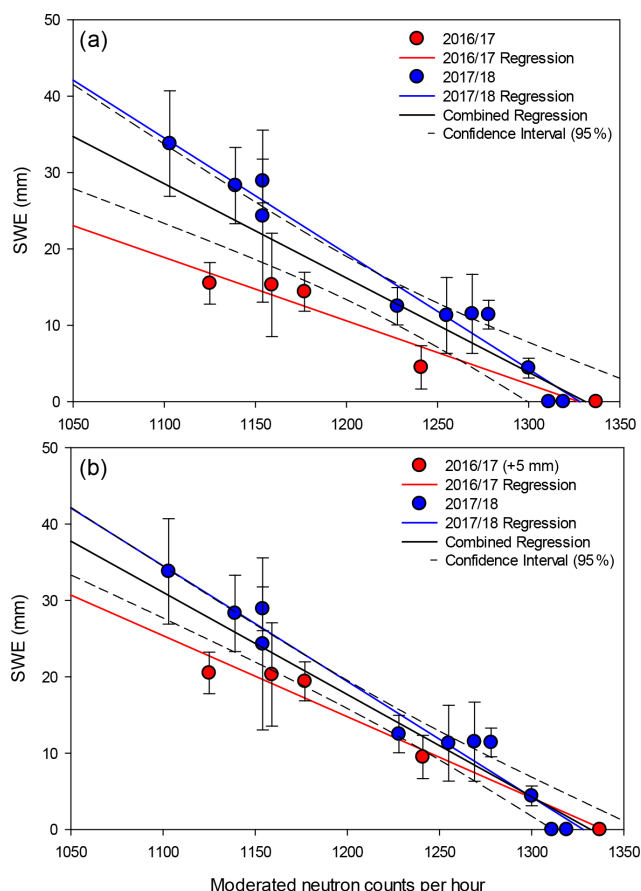 (a)
2016/17
2016/17 Regression
2017/18
2017/18 Regression
Combined Regression
Confidence Interval (95 %)
SWE (mm)
50
40
30
20
10
0
1050 1100 1150 1200 1250 1300 1350
(b)
2016/17 (+5 mm)
2016/17 Regression
2017/18
2017/18 Regression
Combined Regression
Confidence Interval (95 %)
SWE (mm)
50
40
30
20
10
0
1050 1100 1150 1200 1250 1300 1350
Moderated neutron counts per hour